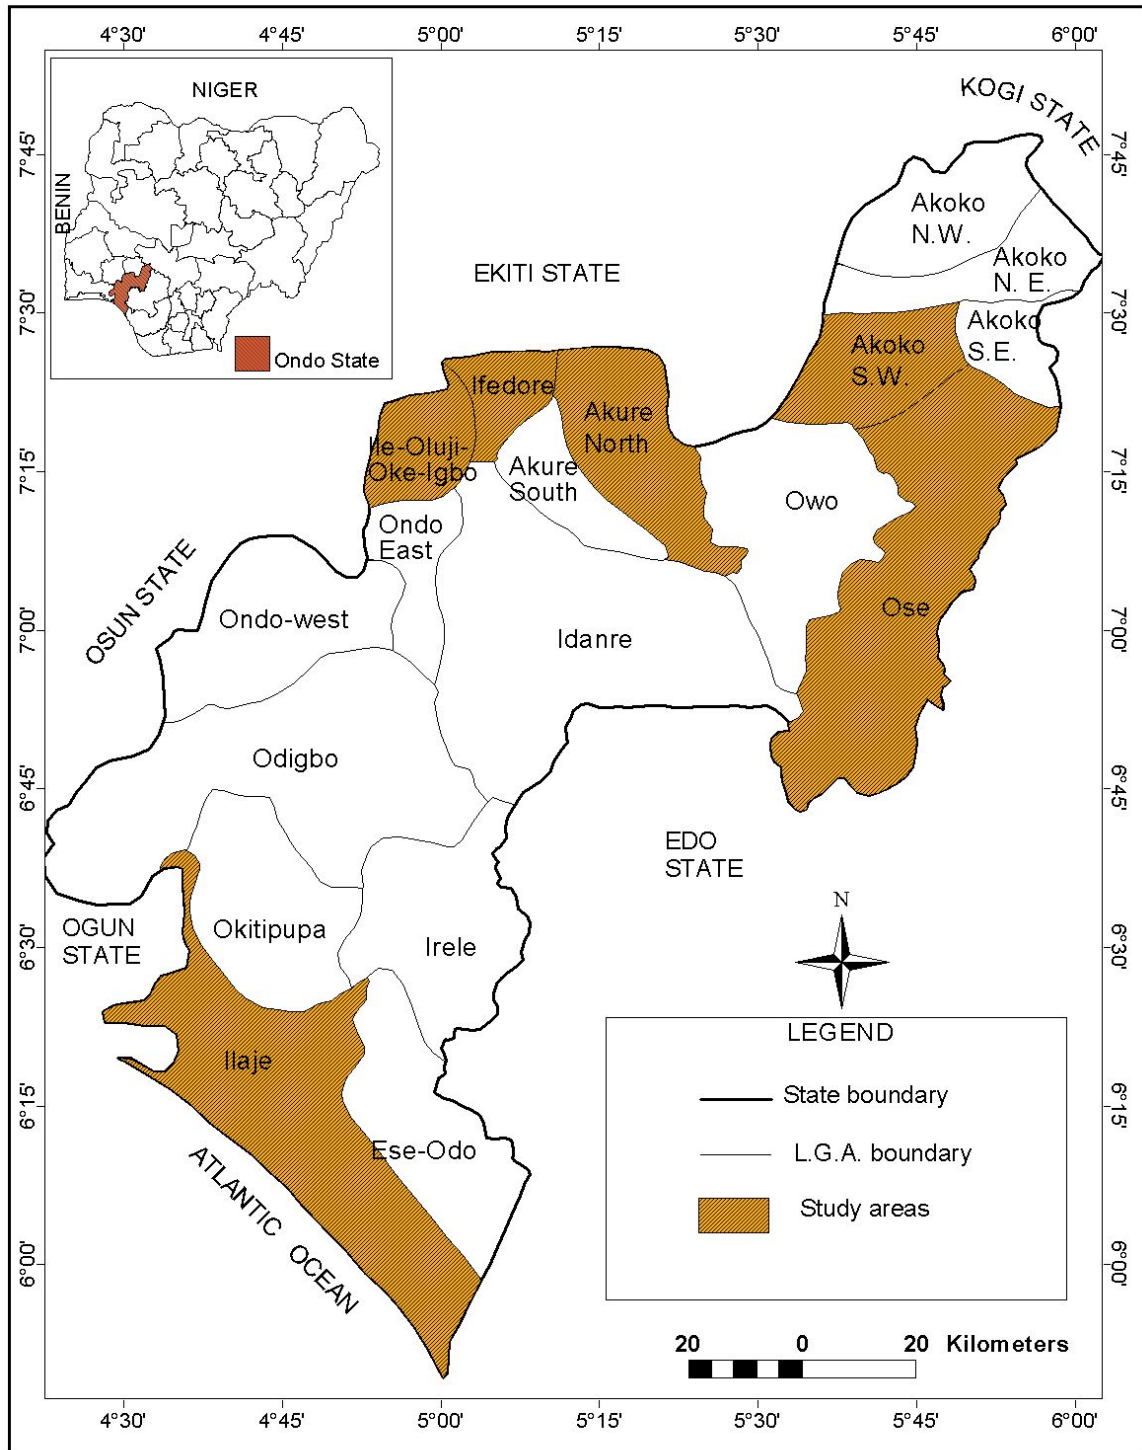 4°30' 4°45' 5°00' 5°15' 5°30' 5°45' 6°00'
NIGER
BENIN
Ondo State
KOGI STATE
7°45' 7°45'
Akoko
N.W.
Akoko
N. E.
EKITI STATE
7°30' 7°30'
Akoko
S.E.
Akoko
S.W.
Ifedore
Akure
North
Ile-Oluji-
Oke-Igbo
7°15' 7°15'
Akure
South
Owo
Ondo
East
OSUN STATE
Ondo-west
Ose
7°00' 7°00'
Idanre
Odigbo
6°45' 6°45'
EDO
STATE
OGUN
STATE
Okitipupa
Irele
6°30' 6°30'
N
LEGEND
Ilaje
State boundary
6°15' 6°15'
Ese-Odo
L.G.A. boundary
Study areas
ATLANTIC OCEAN
6°00' 6°00'
20 0 20 Kilometers
4°30' 4°45' 5°00' 5°15' 5°30' 5°45' 6°00'